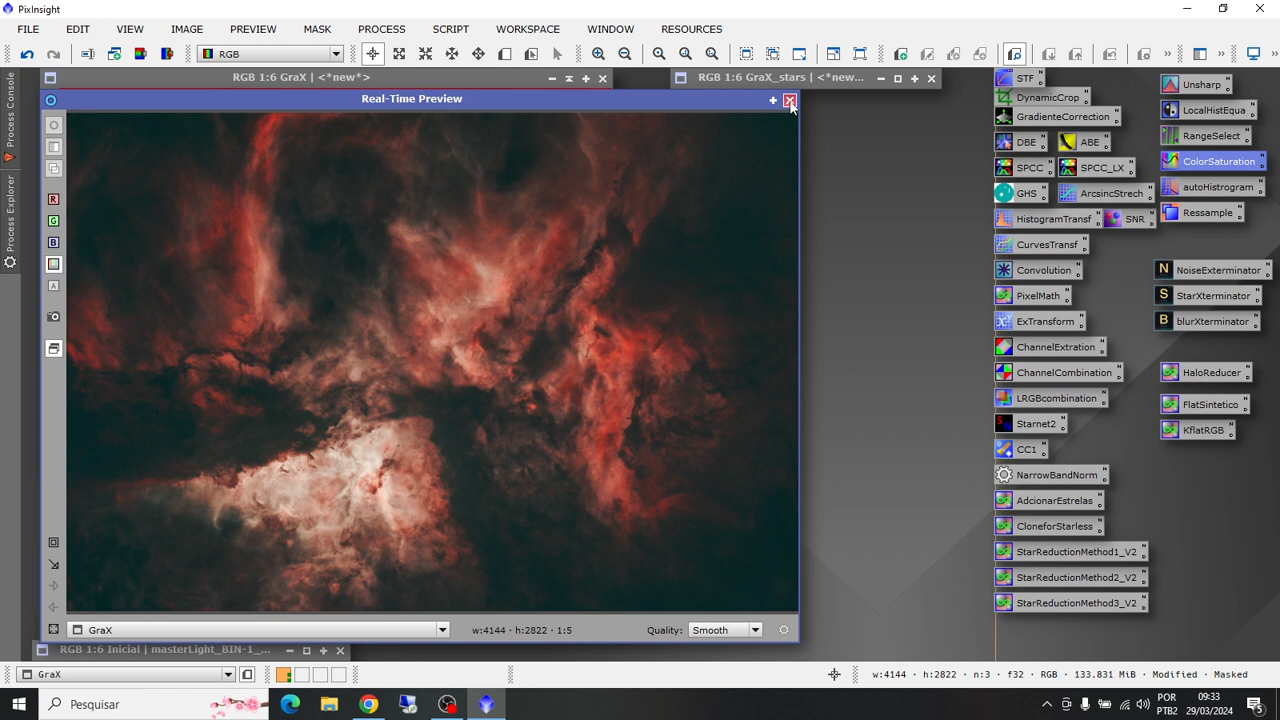 PixInsight
FILE EDIT VIEW IMAGE PREVIEW MASK PROCESS SCRIPT WORKSPACE WINDOW RESOURCES
RGB
RGB 1:6 GraX | <*new*>
RGB 1:6 GraX_stars | <*new...
Real-Time Preview
Process Console
Process Explorer
R
G
B
A
GraX
w:4144 · h:2822 · 1:5
Quality: Smooth
RGB 1:6 Inicial | masterLight_BIN-1_...
STF
DynamicCrop
GradienteCorrection
DBE ABE
SPCC SPCC_LX
GHS ArcsincStrech
HistogramTransf SNR
CurvesTransf
Convolution
PixelMath
ExTransform
ChannelExtration
ChannelCombination
LRGBcombination
Starnet2
CC1
NarrowBandNorm
AdcionarEstrelas
CloneforStarless
StarReductionMethod1_V2
StarReductionMethod2_V2
StarReductionMethod3_V2
Unsharp
LocalHistEqua
RangeSelect
ColorSaturation
autoHistrogram
Ressample
N NoiseExterminator
S StarXterminator
B blurXterminator
HaloReducer
FlatSintetico
KflatRGB
GraX
w:4144 · h:2822 · n:3 · f32 · RGB · 133.831 MiB · Modified · Masked
Pesquisar
POR
PTB2
09:33
29/03/2024
5